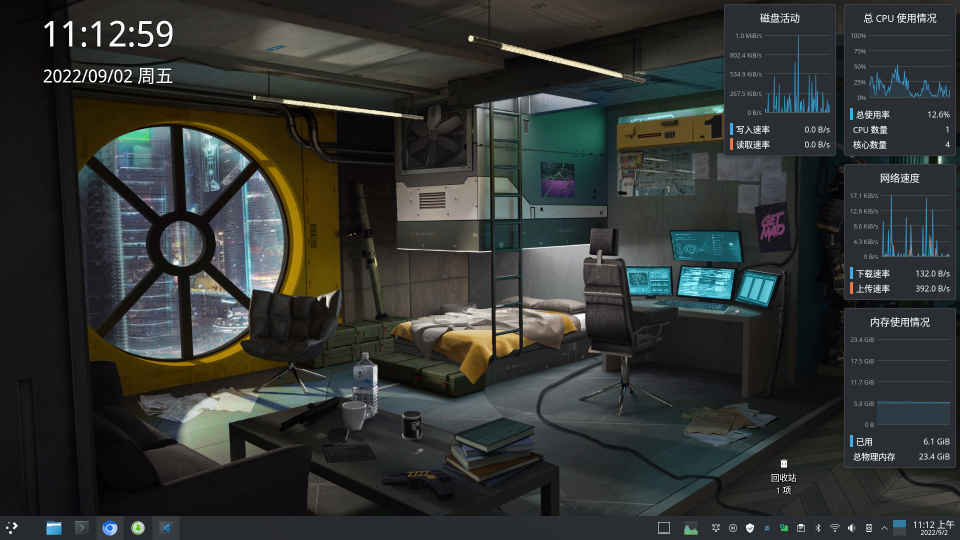 11:12:59
2022/09/02 周五
磁盘活动
1.0 MiB/s
802.4 KiB/s
534.9 KiB/s
267.5 KiB/s
0 B/s
写入速率 0.0 B/s
读取速率 0.0 B/s
总 CPU 使用情况
100%
75%
50%
25%
0%
总使用率 12.6%
CPU 数量 1
核心数量 4
网络速度
17.1 KiB/s
12.8 KiB/s
8.6 KiB/s
4.3 KiB/s
0 B/s
下载速率 132.0 B/s
上传速率 392.0 B/s
内存使用情况
23.4 GiB
17.5 GiB
11.7 GiB
5.8 GiB
0 B
已用 6.1 GiB
总物理内存 23.4 GiB
GET
MAD
回收站
1 项
11:12 上午
2022/9/2